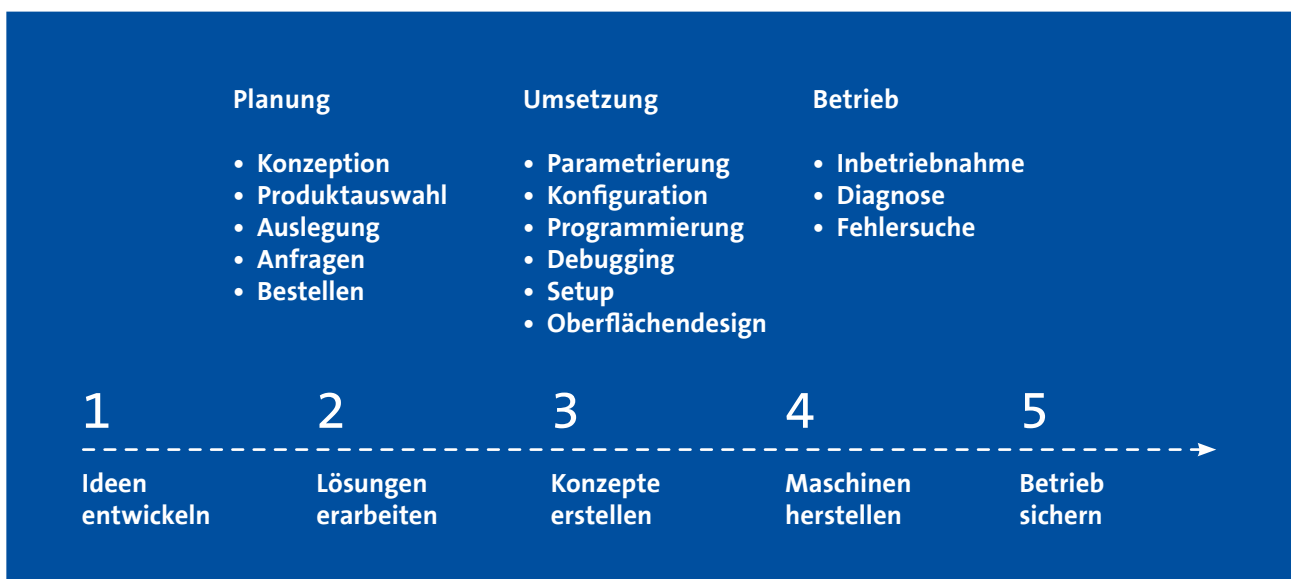 Planung
• Konzeption
• Produktauswahl
• Auslegung
• Anfragen
• Bestellen
Umsetzung
• Parametrierung
• Konfiguration
• Programmierung
• Debugging
• Setup
• Oberflächendesign
Betrieb
• Inbetriebnahme
• Diagnose
• Fehlersuche
1
Ideen
entwickeln
2
Lösungen
erarbeiten
3
Konzepte
erstellen
4
Maschinen
herstellen
5
Betrieb
sichern